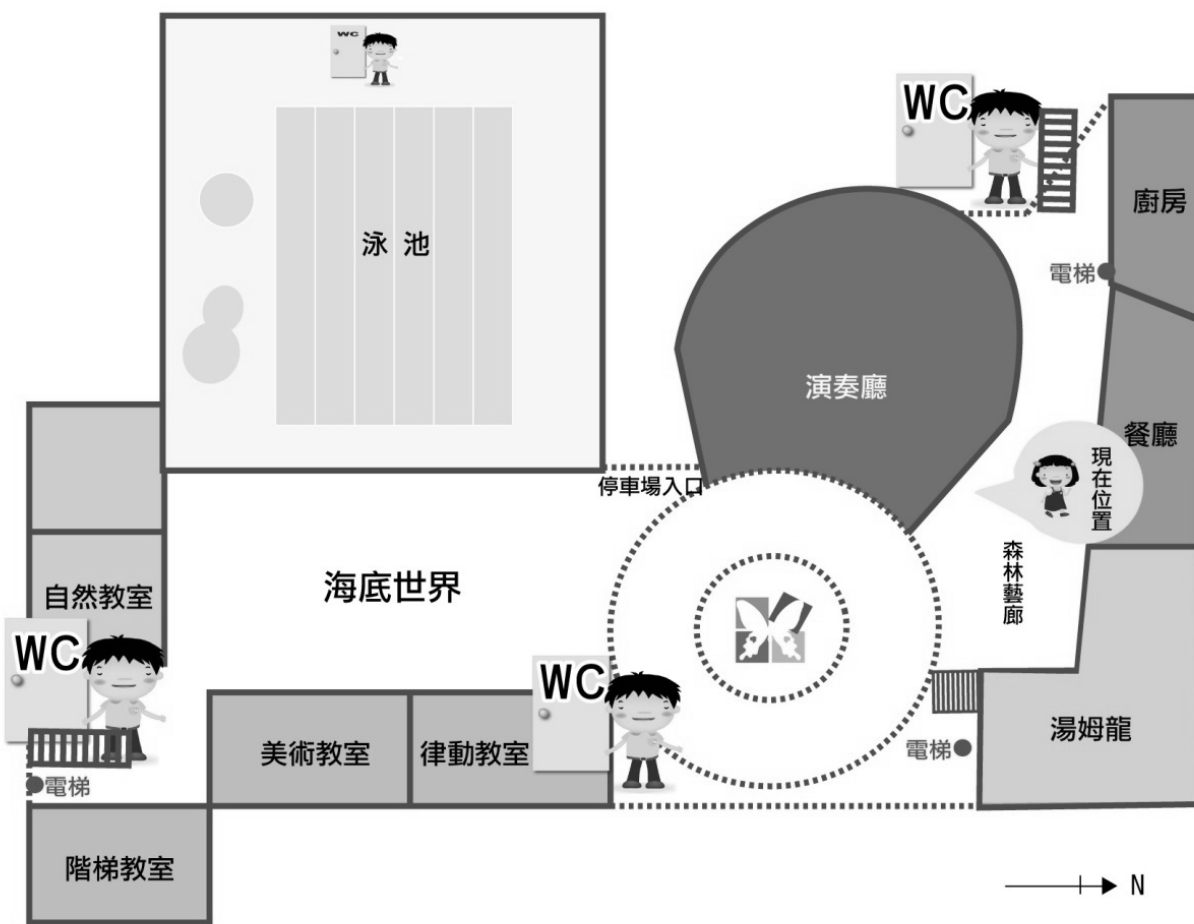 WC
WC
廚房
泳 池
電梯
演奏廳
餐廳
現在位置
停車場入口
森林藝廊
自然教室
海底世界
WC
WC
美術教室
律動教室
電梯
湯姆龍
電梯
階梯教室
N